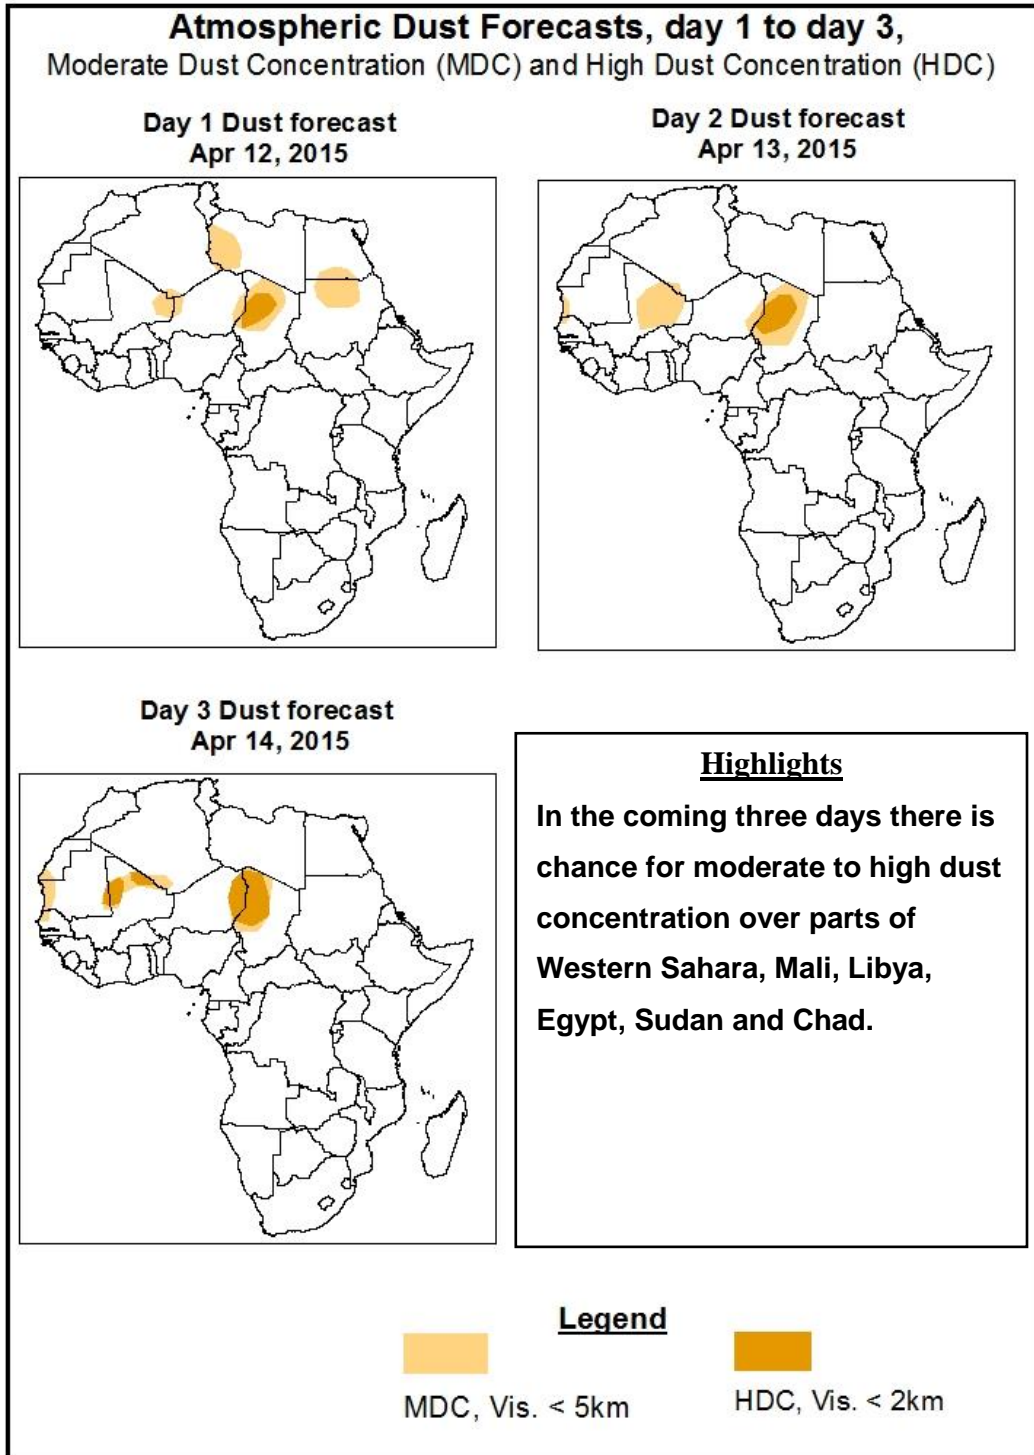 Atmospheric Dust Forecasts, day 1 to day 3,
Moderate Dust Concentration (MDC) and High Dust Concentration (HDC)
Day 1 Dust forecast
Apr 12, 2015
Day 2 Dust forecast
Apr 13, 2015
Day 3 Dust forecast
Apr 14, 2015
Highlights
In the coming three days there is
chance for moderate to high dust
concentration over parts of
Western Sahara, Mali, Libya,
Egypt, Sudan and Chad.
Legend
MDC, Vis. < 5km
HDC, Vis. < 2km